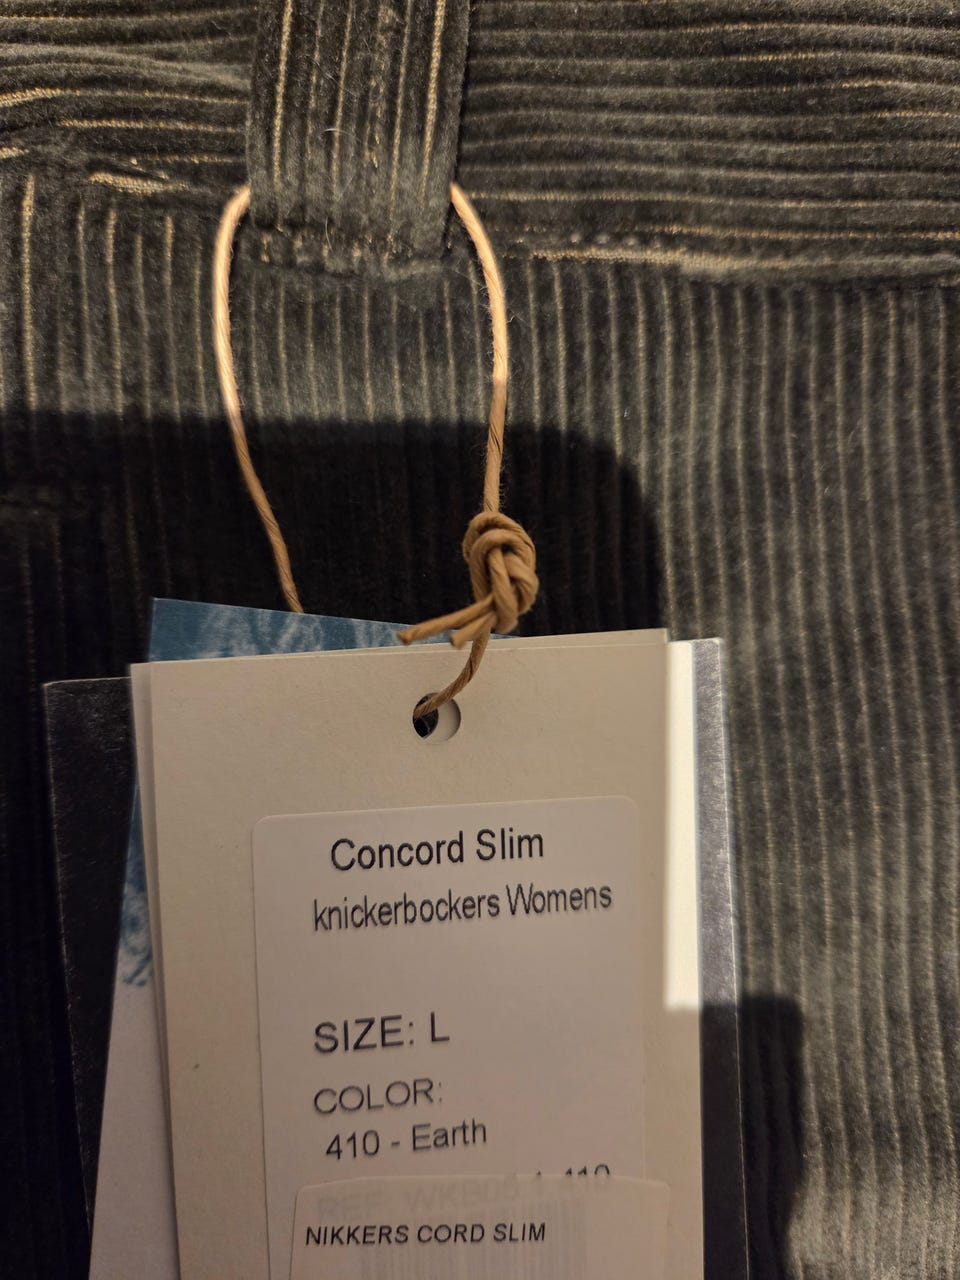 Concord Slim
knickerbockers Womens
SIZE: L
COLOR:
410 - Earth
NIKKERS CORD SLIM